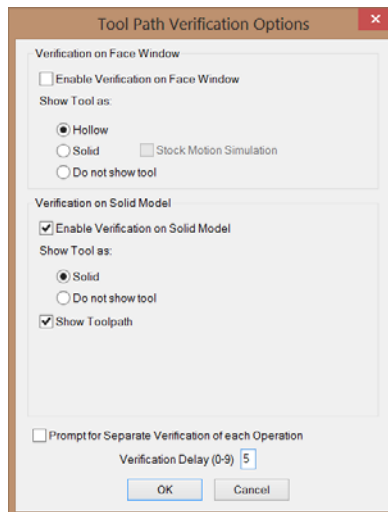 Tool Path Verification Options
Verification on Face Window
Enable Verification on Face Window
Show Tool as:
Hollow
Solid Stock Motion Simulation
Do not show tool
Verification on Solid Model
Enable Verification on Solid Model
Show Tool as:
Solid
Do not show tool
Show Toolpath
Prompt for Separate Verification of each Operation
Verification Delay (0-9) 5
OK Cancel